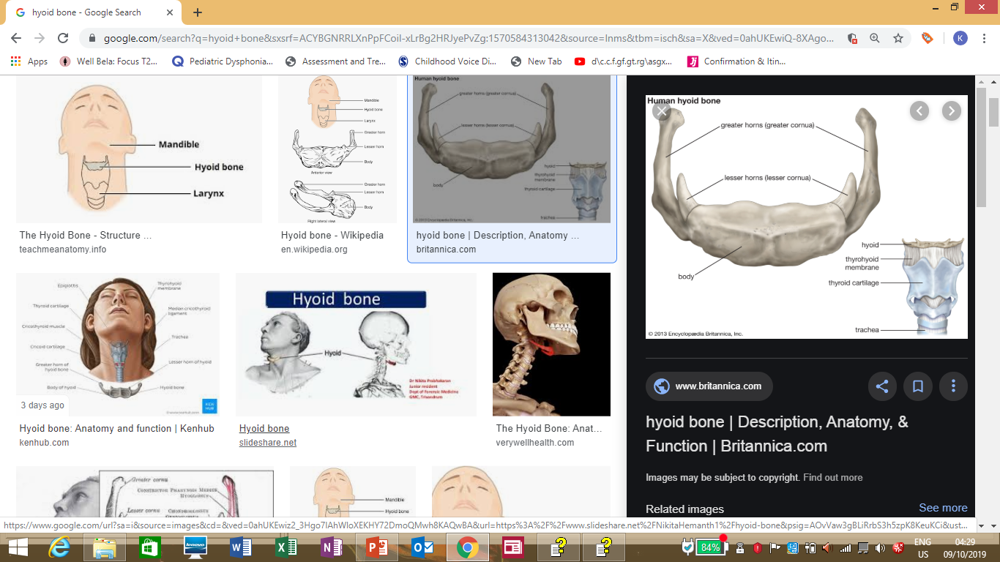 hyoid bone - Google Search
google.com/search?q=hyoid+bone&sxsrf=ACYBGNRRLXnPpFCoiI-xLrBg2HRJyePvZg:1570584313042&source=lnms&tbm=isch&sa=X&ved=0ahUKEwiQ-8XAgo...
K
Apps
Well Bela: Focus T2...
Pediatric Dysphonia...
Assessment and Tre...
Childhood Voice Di...
New Tab
d\c.c.f.gf.gt.rg\asgx...
Confirmation & Itin...
Mandible
Hyoid bone
Larynx
The Hyoid Bone - Structure ...
teachmeanatomy.info
Mandible
Hyoid bone
Larynx
Greater horn
Lesser horn
Body
Anterior view
Greater horn
Lesser horn
Body
Right lateral view
Hyoid bone - Wikipedia
en.wikipedia.org
Human hyoid bone
greater horns (greater cornua)
lesser horns (lesser cornua)
body
hyoid
thyrohyoid
membrane
thyroid cartilage
trachea
© 2013 Encyclopædia Britannica, Inc.
hyoid bone | Description, Anatomy ...
britannica.com
Epiglottis
Thyroid cartilage
Cricothyroid muscle
Cricoid cartilage
Greater horn of
hyoid bone
Body of hyoid
Thyrohyoid
membrane
Median cricothyroid
ligament
Trachea
Lesser horn of hyoid
Hyoid bone
3 days ago
KEN
HUB
© www.kenhub.com
Hyoid bone: Anatomy and function | Kenhub
kenhub.com
Hyoid bone
Hyoid
Dr Nikita Prabhakaran
Junior resident
Dept of Forensic Medicine
GMC, Trivandrum
Hyoid bone
slideshare.net
The Hyoid Bone: Anat...
verywellhealth.com
Greater cornu
Constrictor Pharyngis Medius
Hyoglossus
Lesser cornu
Chondroglossus
Mandible
Hyoid bone
Human hyoid bone
greater horns (greater cornua)
lesser horns (lesser cornua)
body
hyoid
thyrohyoid
membrane
thyroid cartilage
trachea
© 2013 Encyclopædia Britannica, Inc.
www.britannica.com
hyoid bone | Description, Anatomy, &
Function | Britannica.com
Images may be subject to copyright. Find out more
Related images
See more
https://www.google.com/url?sa=i&source=images&cd=&ved=0ahUKEwiz2_3Hgo7lAhWIoXEKHY72DmoQMwh8KAQwBA&url=https%3A%2F%2Fwww.slideshare.net%2FNikitaHemanth1%2Fhyoid-bone&psig=AOvVaw3gBLiRrbS3h5zpK8KeuKCi&ust...
lenovo
84%
ENG
US
04:29
09/10/2019